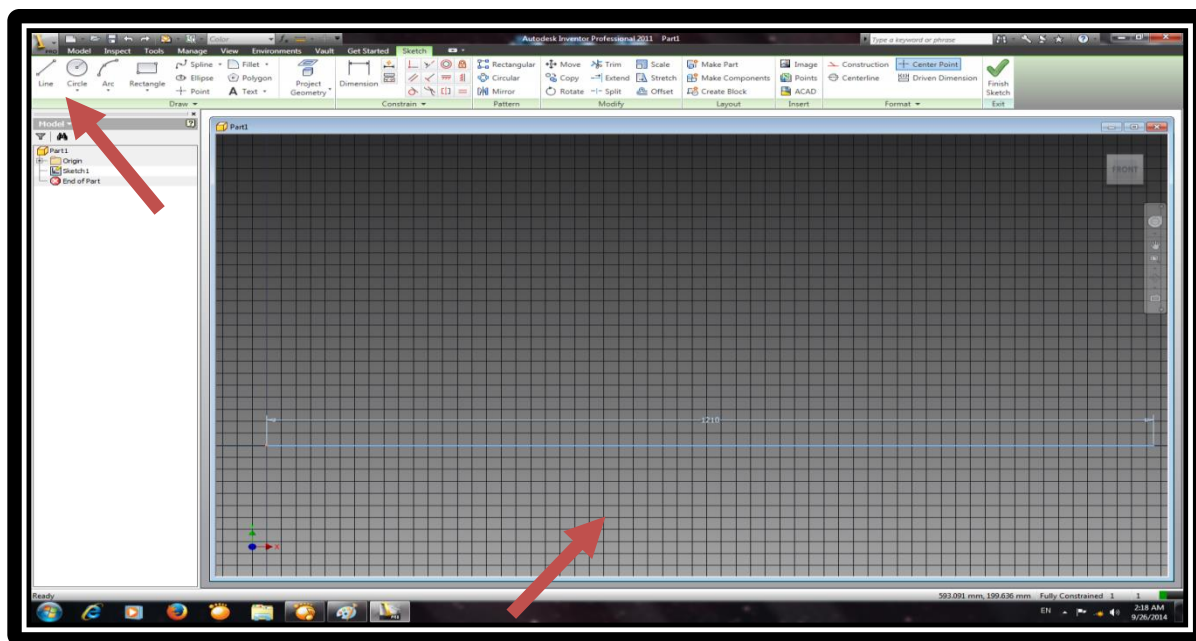 PRO
Color
Autodesk Inventor Professional 2011 Part1
Type a keyword or phrase
Model Inspect Tools Manage View Environments Vault Get Started Sketch
Line Circle Arc Rectangle
Spline Fillet
Ellipse Polygon
Point A Text
Project Geometry
Dimension
Rectangular
Circular
Mirror
Move Trim Scale
Copy Extend Stretch
Rotate Split Offset
Make Part
Make Components
Create Block
Image
Points
ACAD
Construction Center Point
Centerline Driven Dimension
Finish Sketch
Draw Constrain Pattern Modify Layout Insert Format Exit
Model
Part1
Origin
Sketch1
End of Part
Part1
FRONT
1210
X
Ready
593.091 mm, 199.636 mm Fully Constrained 1 1
EN
2:18 AM
9/26/2014